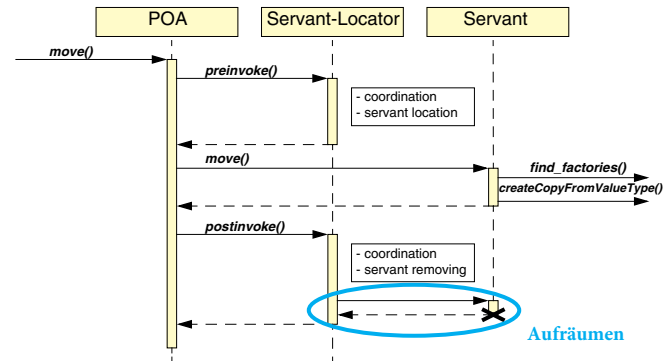 POA
Servant-Locator
Servant
move()
preinvoke()
- coordination
- servant location
move()
find_factories()
createCopyFromValueType()
postinvoke()
- coordination
- servant removing
Aufräumen